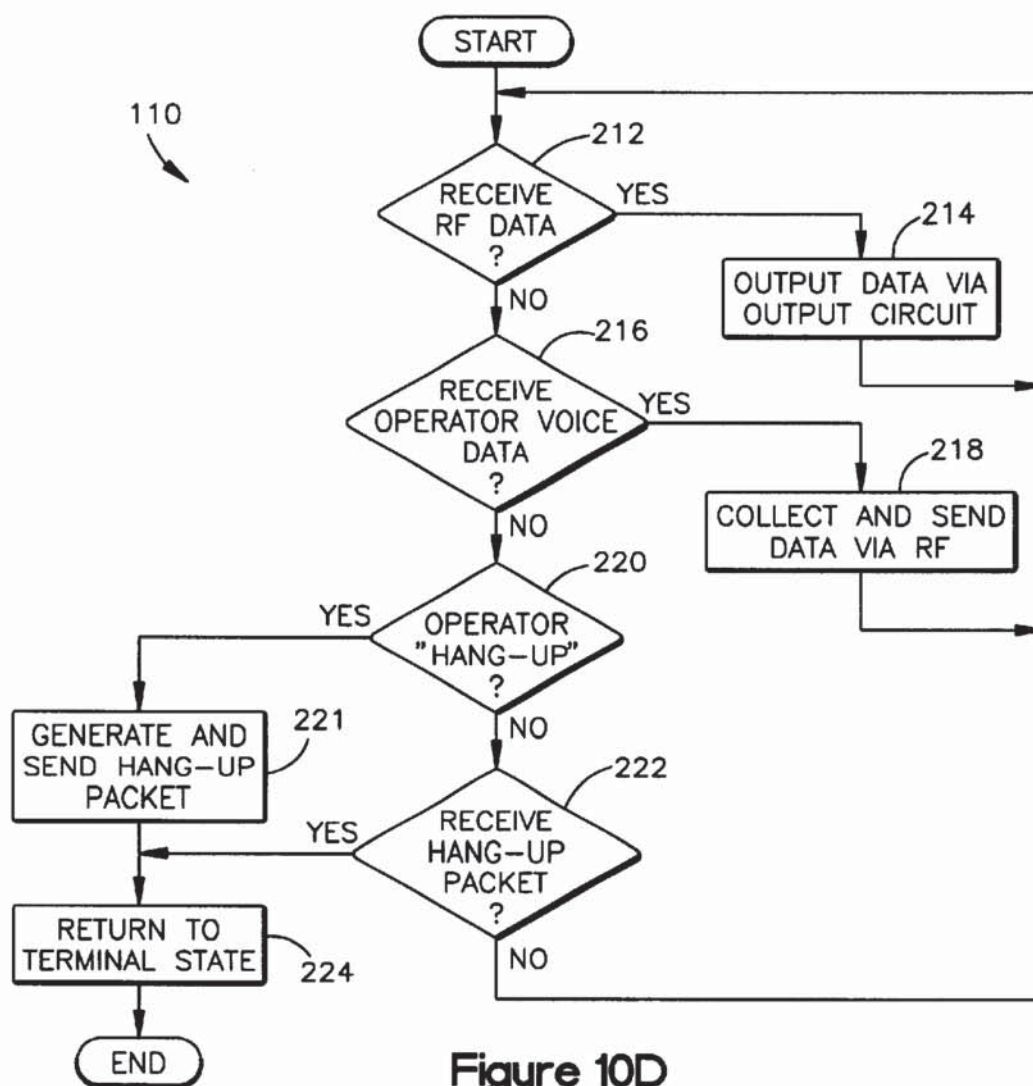 START
110
212
RECEIVE
RF DATA
?
YES
NO
214
OUTPUT DATA VIA
OUTPUT CIRCUIT
216
RECEIVE
OPERATOR VOICE
DATA
?
YES
NO
218
COLLECT AND SEND
DATA VIA RF
220
OPERATOR
"HANG-UP"
?
YES
NO
221
GENERATE AND
SEND HANG-UP
PACKET
222
RECEIVE
HANG-UP
PACKET
?
YES
NO
RETURN TO
TERMINAL STATE
224
END
Figure 10D